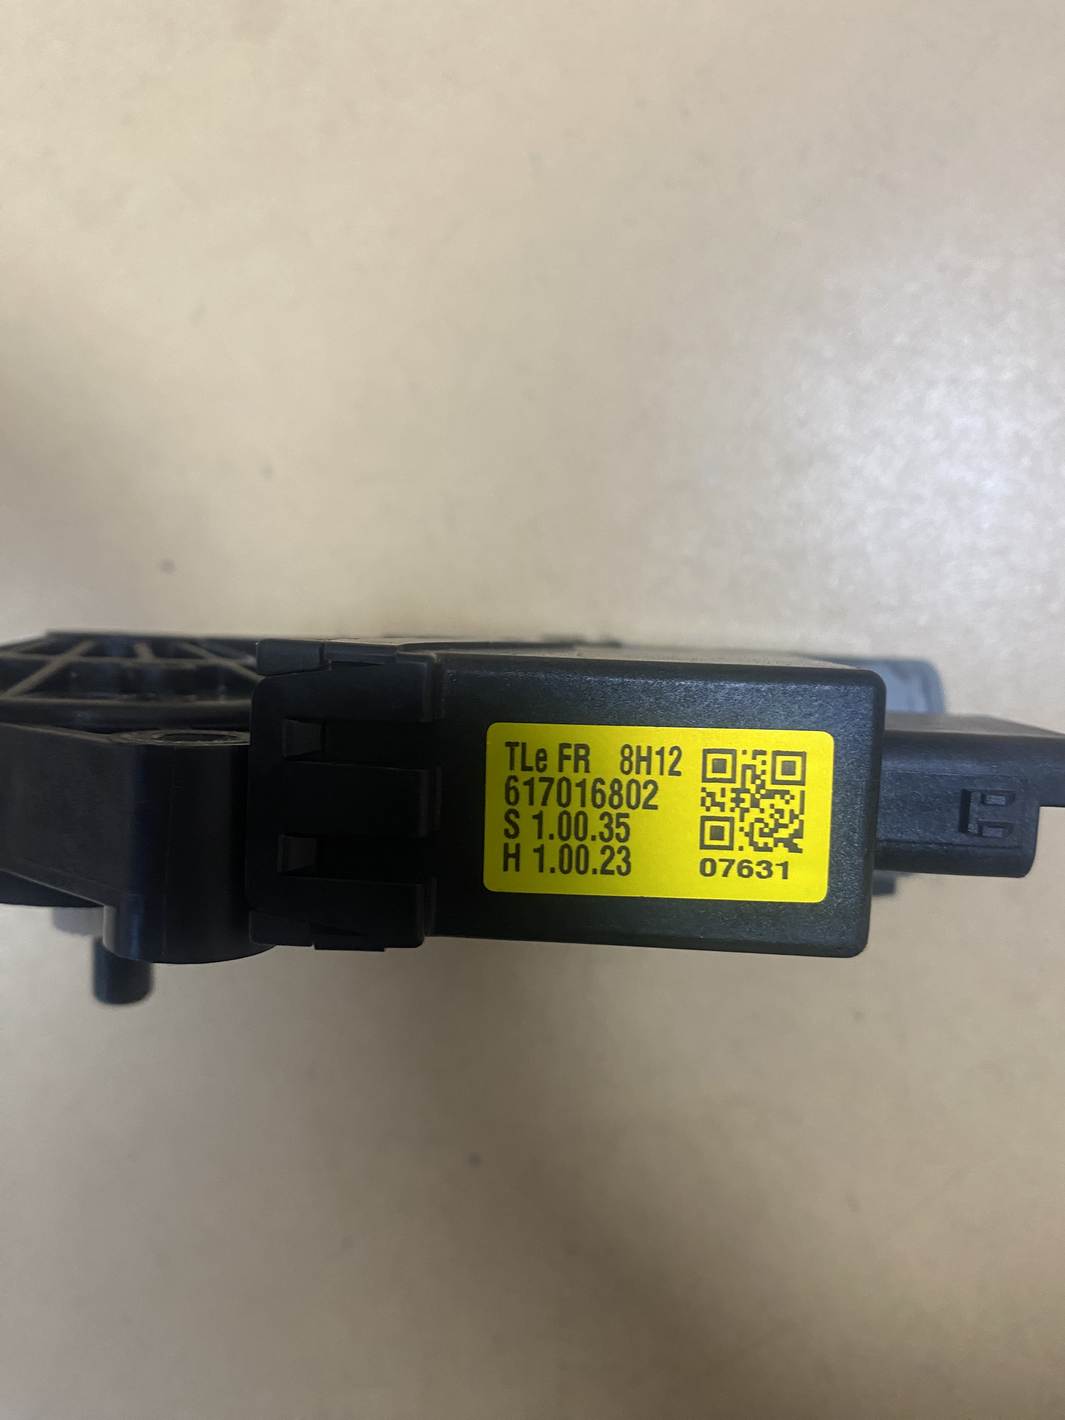 TLe FR 8H12
617016802
S 1.00.35
H 1.00.23
07631